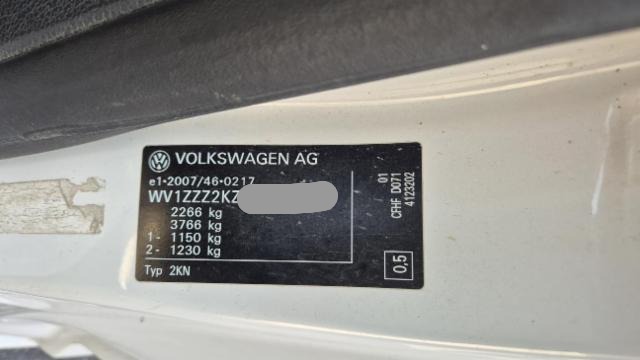 VOLKSWAGEN AG
e1*2007/46*0217
WV1ZZZ2KZ
2266 kg
3766 kg
1- 1150 kg
2- 1230 kg
Typ 2KN
01
CFHF D071
4123202
0,5